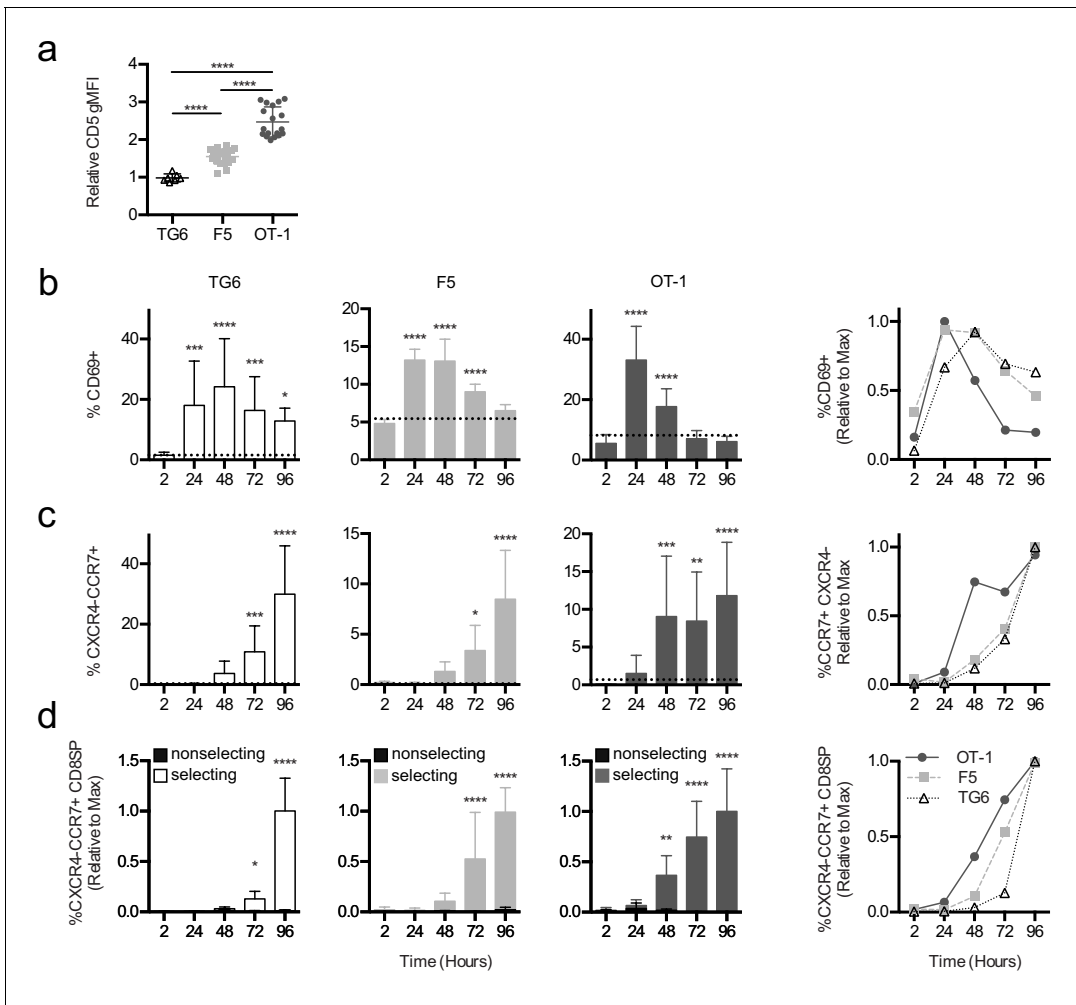 a
Relative CD5 gMFI
4
3
2
1
0
**** 
****
****
TG6 F5 OT-1
b
TG6 F5 OT-1
% CD69+
40
20
0
*** **** *** *
2 24 48 72 96
20
15
10
5
0
**** **** ****
2 24 48 72 96
40
20
0
**** ****
2 24 48 72 96
%CD69+
(Relative to Max)
1.0
0.5
0.0
2 24 48 72 96
c
% CXCR4-CCR7+
40
20
0
*** ****
2 24 48 72 96
15
10
5
0
* ****
2 24 48 72 96
20
15
10
5
0
*** ** ****
2 24 48 72 96
%CCR7+ CXCR4-
Relative to Max
1.0
0.5
0.0
2 24 48 72 96
d
%CXCR4-CCR7+ CD8SP
(Relative to Max)
1.5
1.0
0.5
0.0
nonselecting
selecting
* ****
2 24 48 72 96
1.5
1.0
0.5
0.0
nonselecting
selecting
**** ****
2 24 48 72 96
1.5
1.0
0.5
0.0
nonselecting
selecting
** **** ****
2 24 48 72 96
%CXCR4-CCR7+ CD8SP
(Relative to Max)
1.0
0.5
0.0
OT-1
F5
TG6
2 24 48 72 96
Time (Hours)
Time (Hours)